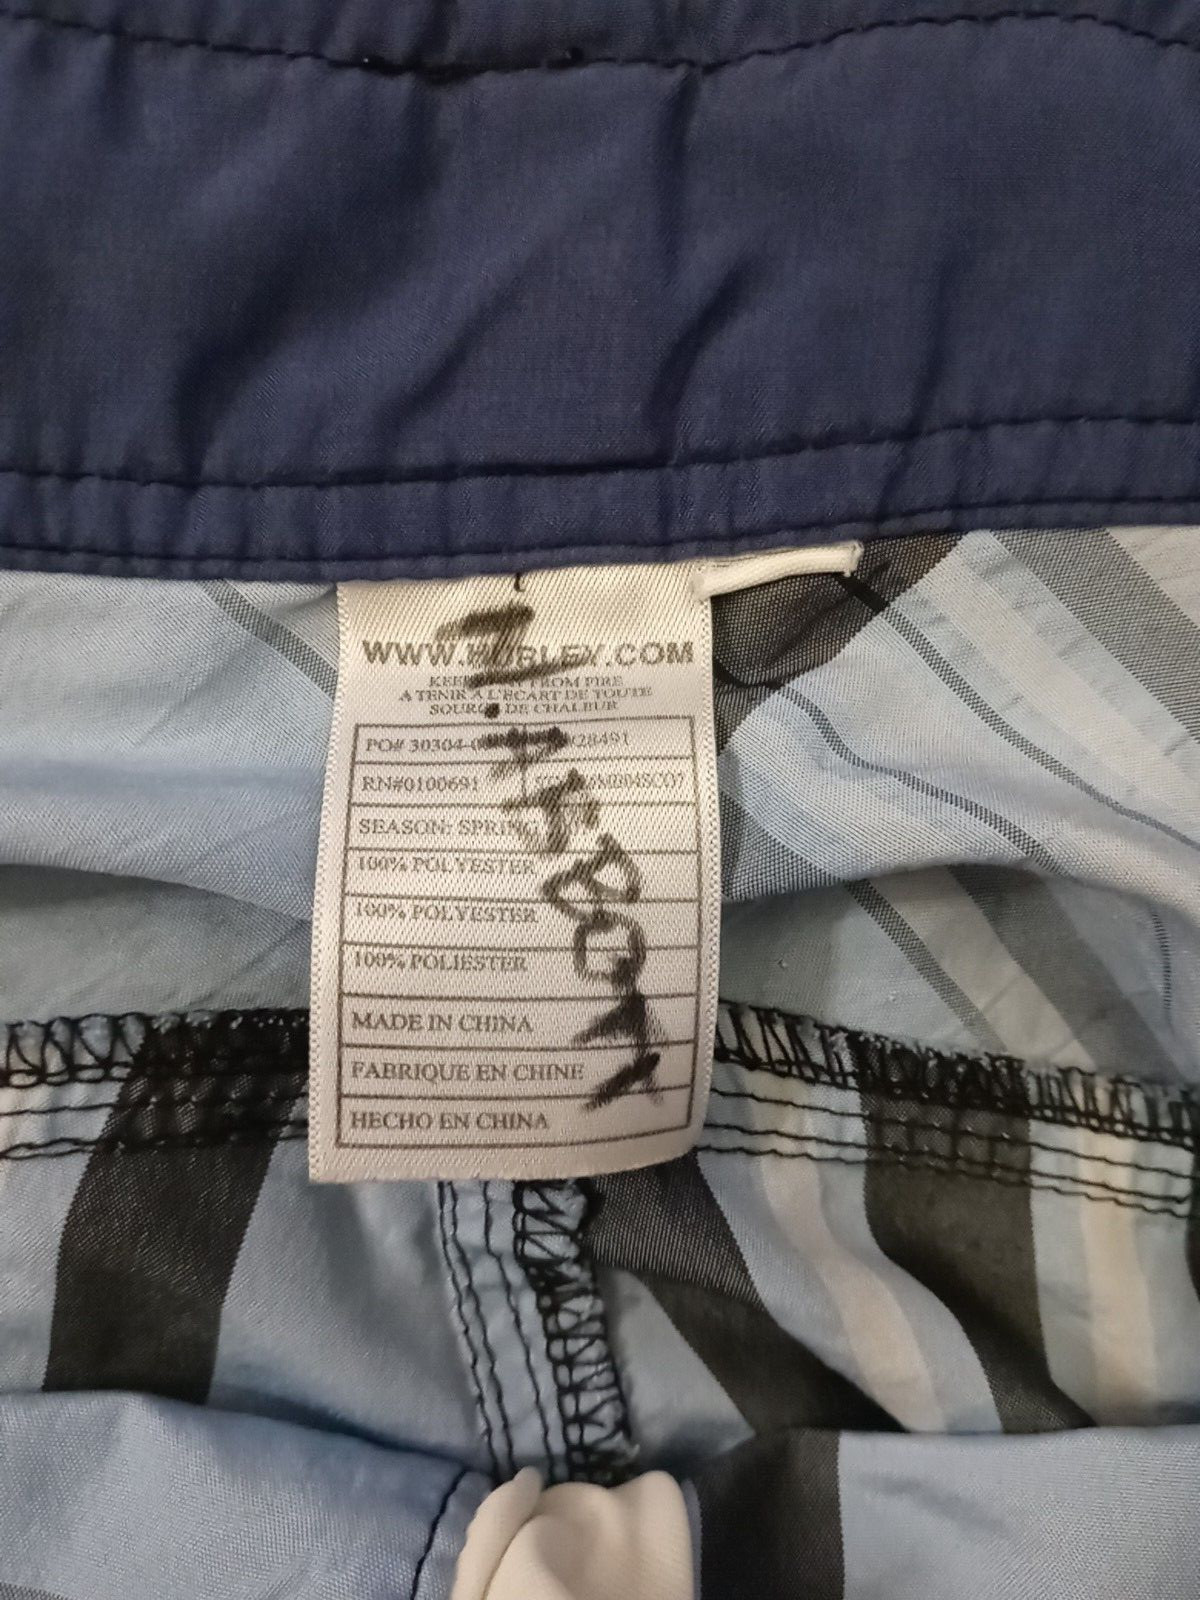 WWW.HURLEY.COM
KEEP FROM FIRE
A TENIR A L'ECART DE TOUTE
SOURCE DE CHALEUR
PO# 30304-
RN#0100691
SEASON: SPRING
100% POLYESTER
100% POLYESTER
100% POLIESTER
MADE IN CHINA
FABRIQUE EN CHINE
HECHO EN CHINA